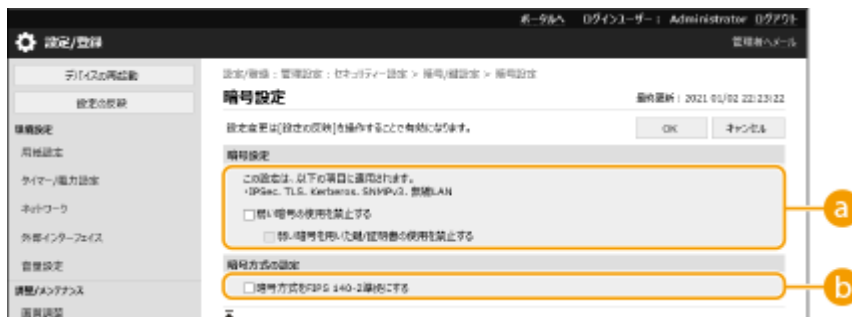 ポータルへ ログインユーザー: Administrator ログアウト
設定/登録
管理者へメール
デバイスの再起動
設定の反映
環境設定
用紙設定
タイマー/電力設定
ネットワーク
外部インターフェイス
音量設定
調整/メンテナンス
画質調整
設定/登録 : 管理設定 : セキュリティー設定 > 暗号/鍵設定 > 暗号設定
暗号設定
最終更新 : 2021 01/02 22:23:22
設定変更は[設定の反映]を操作することで有効になります。
OK キャンセル
暗号設定
この設定は、以下の項目に適用されます。
・IPSec, TLS, Kerberos, SNMPv3, 無線LAN
弱い暗号の使用を禁止する
弱い暗号を用いた鍵/証明書の使用を禁止する
a
暗号方式の設定
暗号方式をFIPS 140-2準拠にする
b